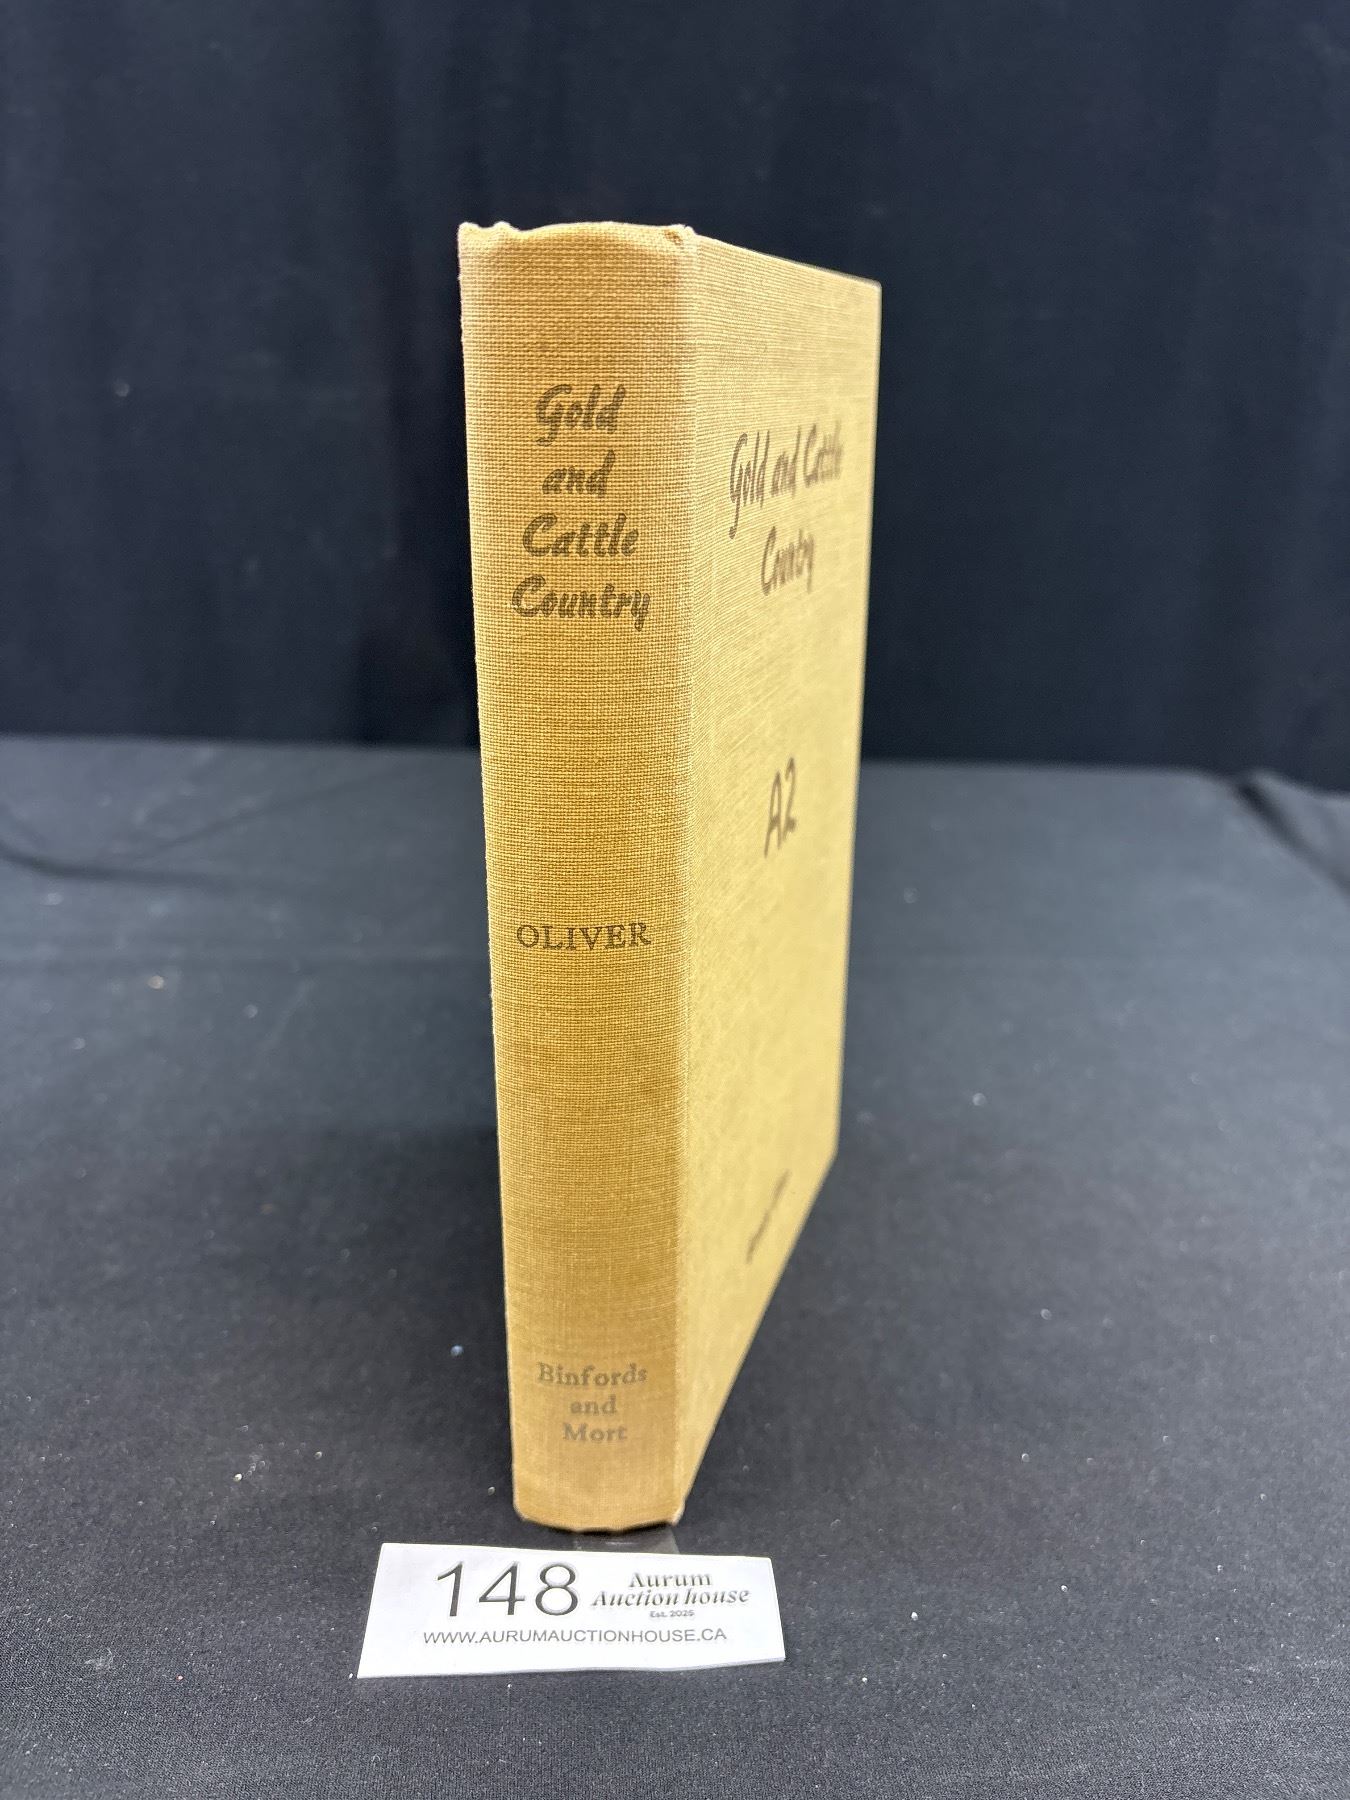 Gold
and
Cattle
Country
OLIVER
Binfords
and
Mort
Gold and Cattle
Country
A2
148
Aurum
Auction house
Est. 2025
WWW.AURUMAUCTIONHOUSE.CA